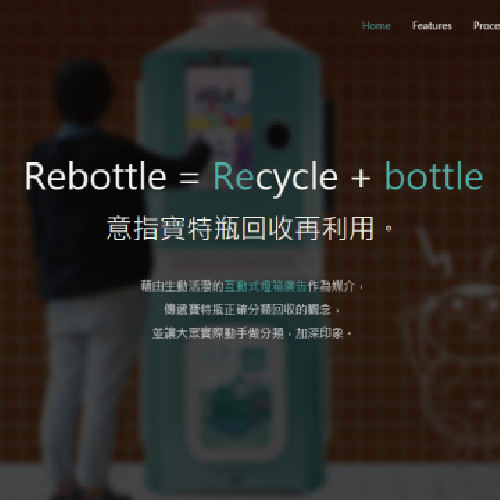 Home Features Proce
Rebottle = Recycle + bottle
意指寶特瓶回收再利用。
藉由生動活潑的互動式燈箱廣告作為媒介，
傳遞寶特瓶正確分類回收的觀念，
並讓大眾實際動手做分類，加深印象。